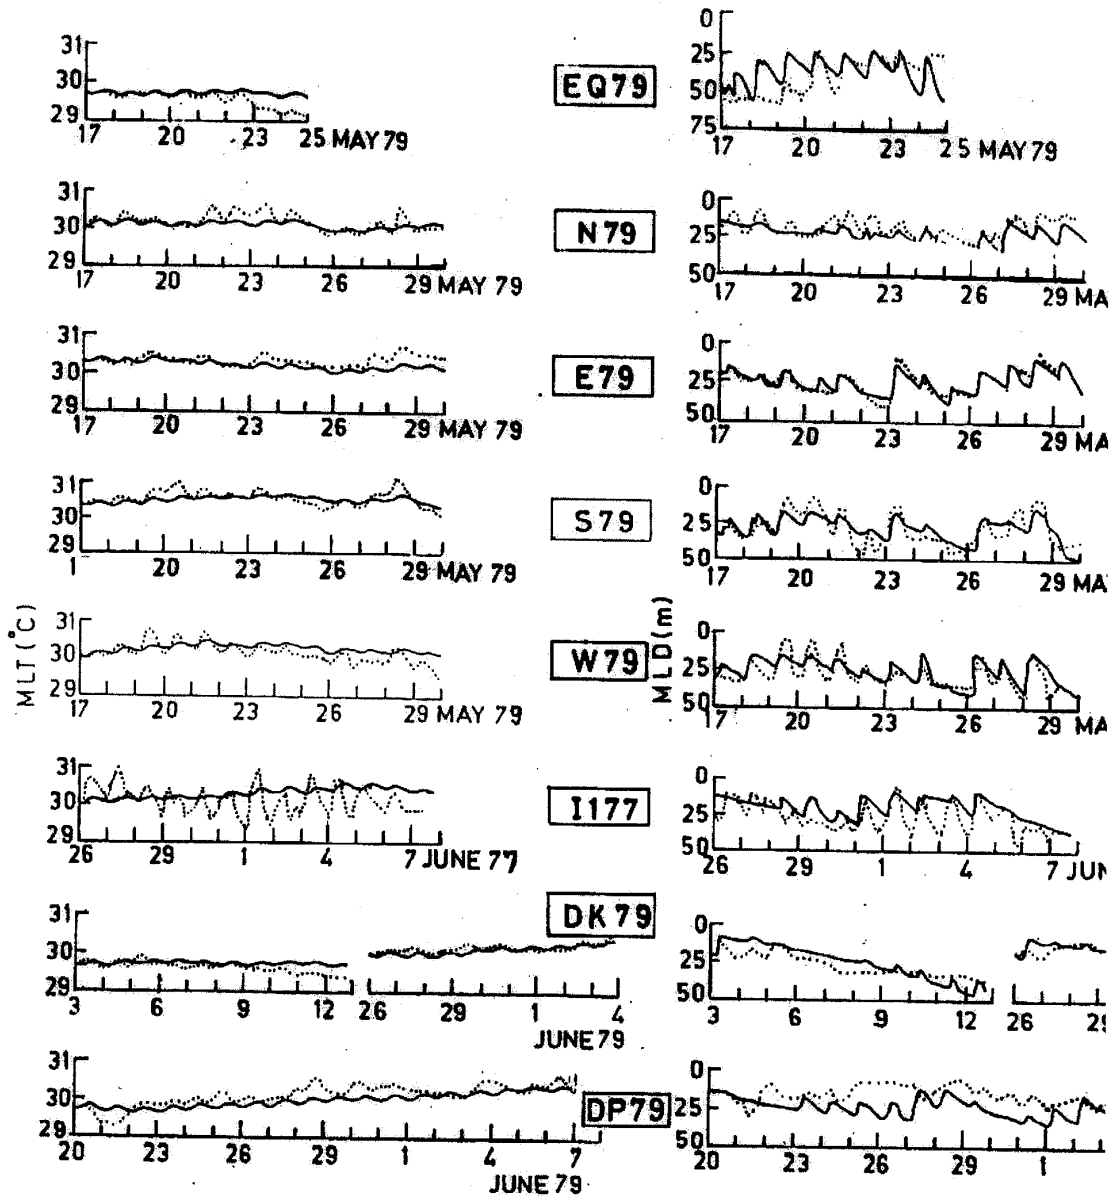 31
30
29
17 20 23 25 MAY 79
EQ79
0
25
50
75
17 20 23 25 MAY 79
31
30
29
17 20 23 26 29 MAY 79
N79
0
25
50
17 20 23 26 29 MA
31
30
29
17 20 23 26 29 MAY 79
E79
0
25
50
17 20 23 26 29 MA
31
30
29
1 20 23 26 29 MAY 79
S79
0
25
50
17 20 23 26 29 MA
MLT (°C)
31
30
29
17 20 23 26 29 MAY 79
W79
MLD (m)
0
25
50
17 20 23 26 29 MA
31
30
29
26 29 1 4 7 JUNE 77
I177
0
25
50
26 29 1 4 7 JUN
DK79
31
30
29
3 6 9 12 26 29 1 4
JUNE 79
0
25
50
3 6 9 12 26 29
31
30
29
20 23 26 29 1 4 7
JUNE 79
DP79
0
25
50
20 23 26 29 1